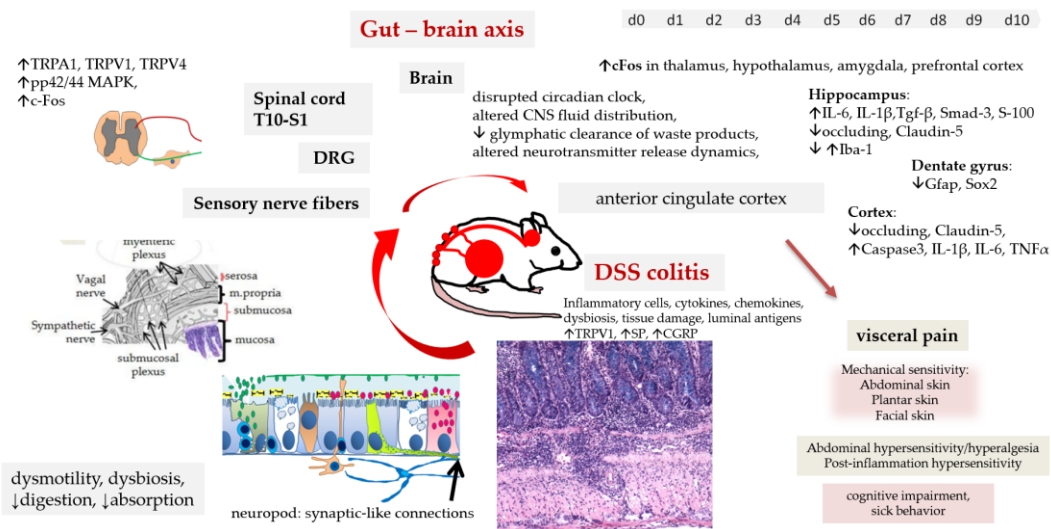 Gut – brain axis
d0 d1 d2 d3 d4 d5 d6 d7 d8 d9 d10
↑TRPA1, TRPV1, TRPV4
↑pp42/44 MAPK,
↑c-Fos
Spinal cord
T10-S1
DRG
Sensory nerve fibers
Brain
↑cFos in thalamus, hypothalamus, amygdala, prefrontal cortex
disrupted circadian clock,
altered CNS fluid distribution,
↓ glymphatic clearance of waste products,
altered neurotransmitter release dynamics,
Hippocampus:
↑IL-6, IL-1β,Tgf-β, Smad-3, S-100
↓occluding, Claudin-5
↓ ↑Iba-1
Dentate gyrus:
↓Gfap, Sox2
anterior cingulate cortex
Cortex:
↓occluding, Claudin-5,
↑Caspase3, IL-1β, IL-6, TNFα
myenteric
plexus
Vagal
nerve
Sympathetic
nerve
submucosal
plexus
serosa
m.propria
submucosa
mucosa
DSS colitis
Inflammatory cells, cytokines, chemokines,
dysbiosis, tissue damage, luminal antigens
↑TRPV1, ↑SP, ↑CGRP
visceral pain
Mechanical sensitivity:
Abdominal skin
Plantar skin
Facial skin
Abdominal hypersensitivity/hyperalgesia
Post-inflammation hypersensitivity
cognitive impairment,
sick behavior
dysmotility, dysbiosis,
↓digestion, ↓absorption
neuropod: synaptic-like connections